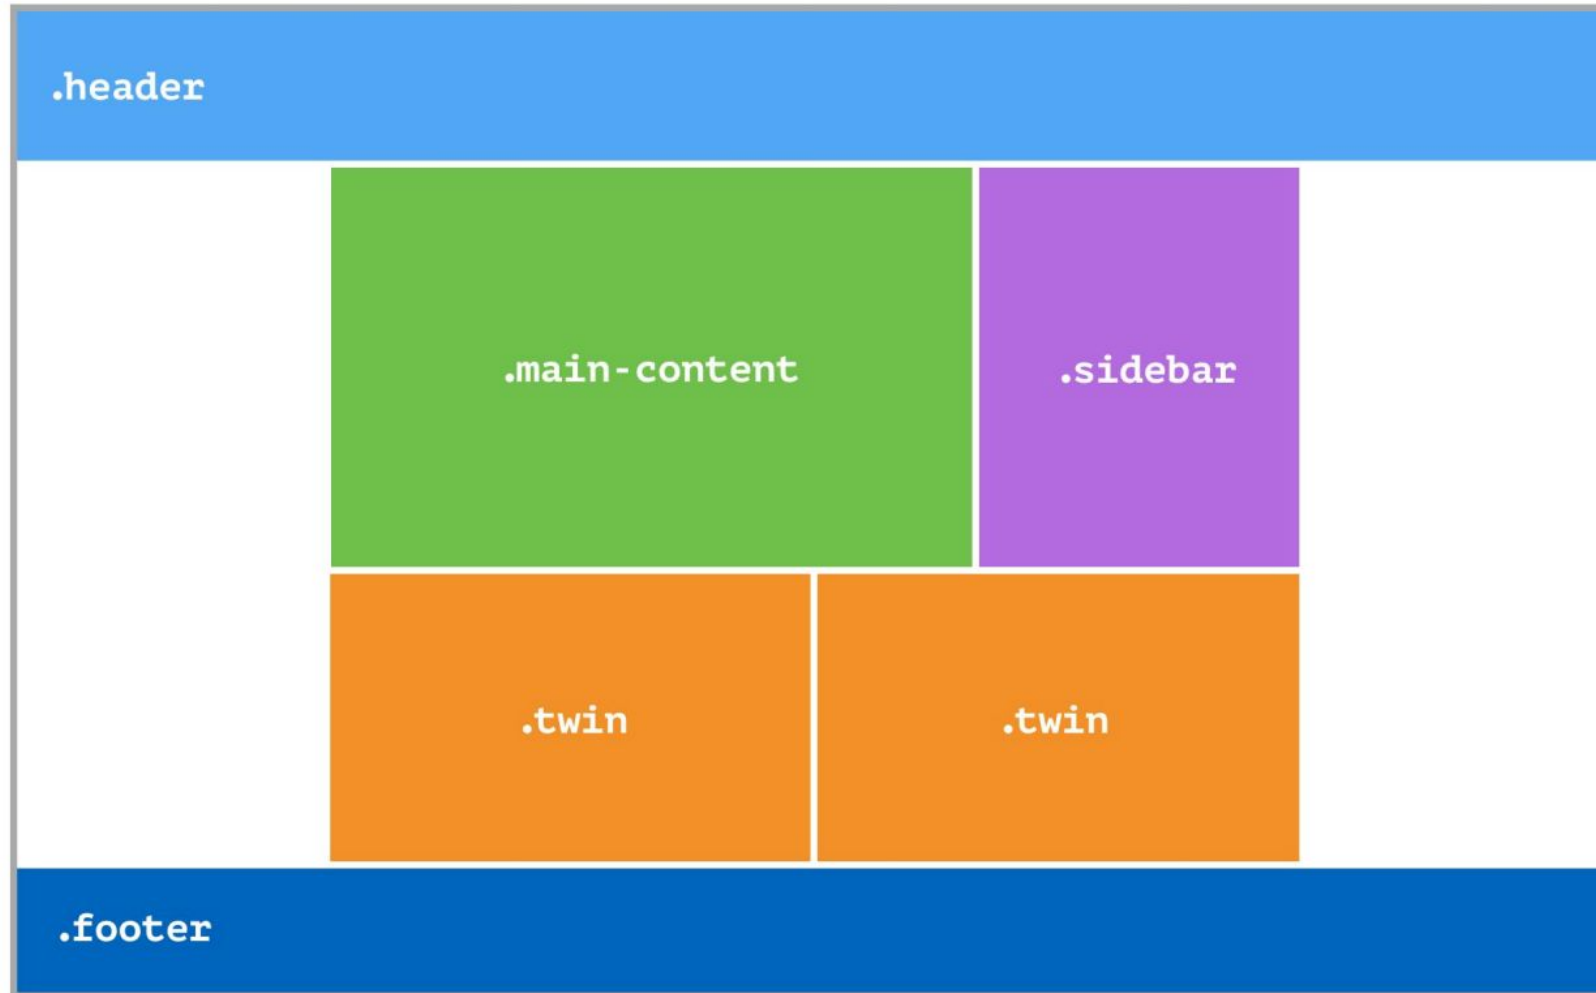 .header
.main-content
.sidebar
.twin
.twin
.footer